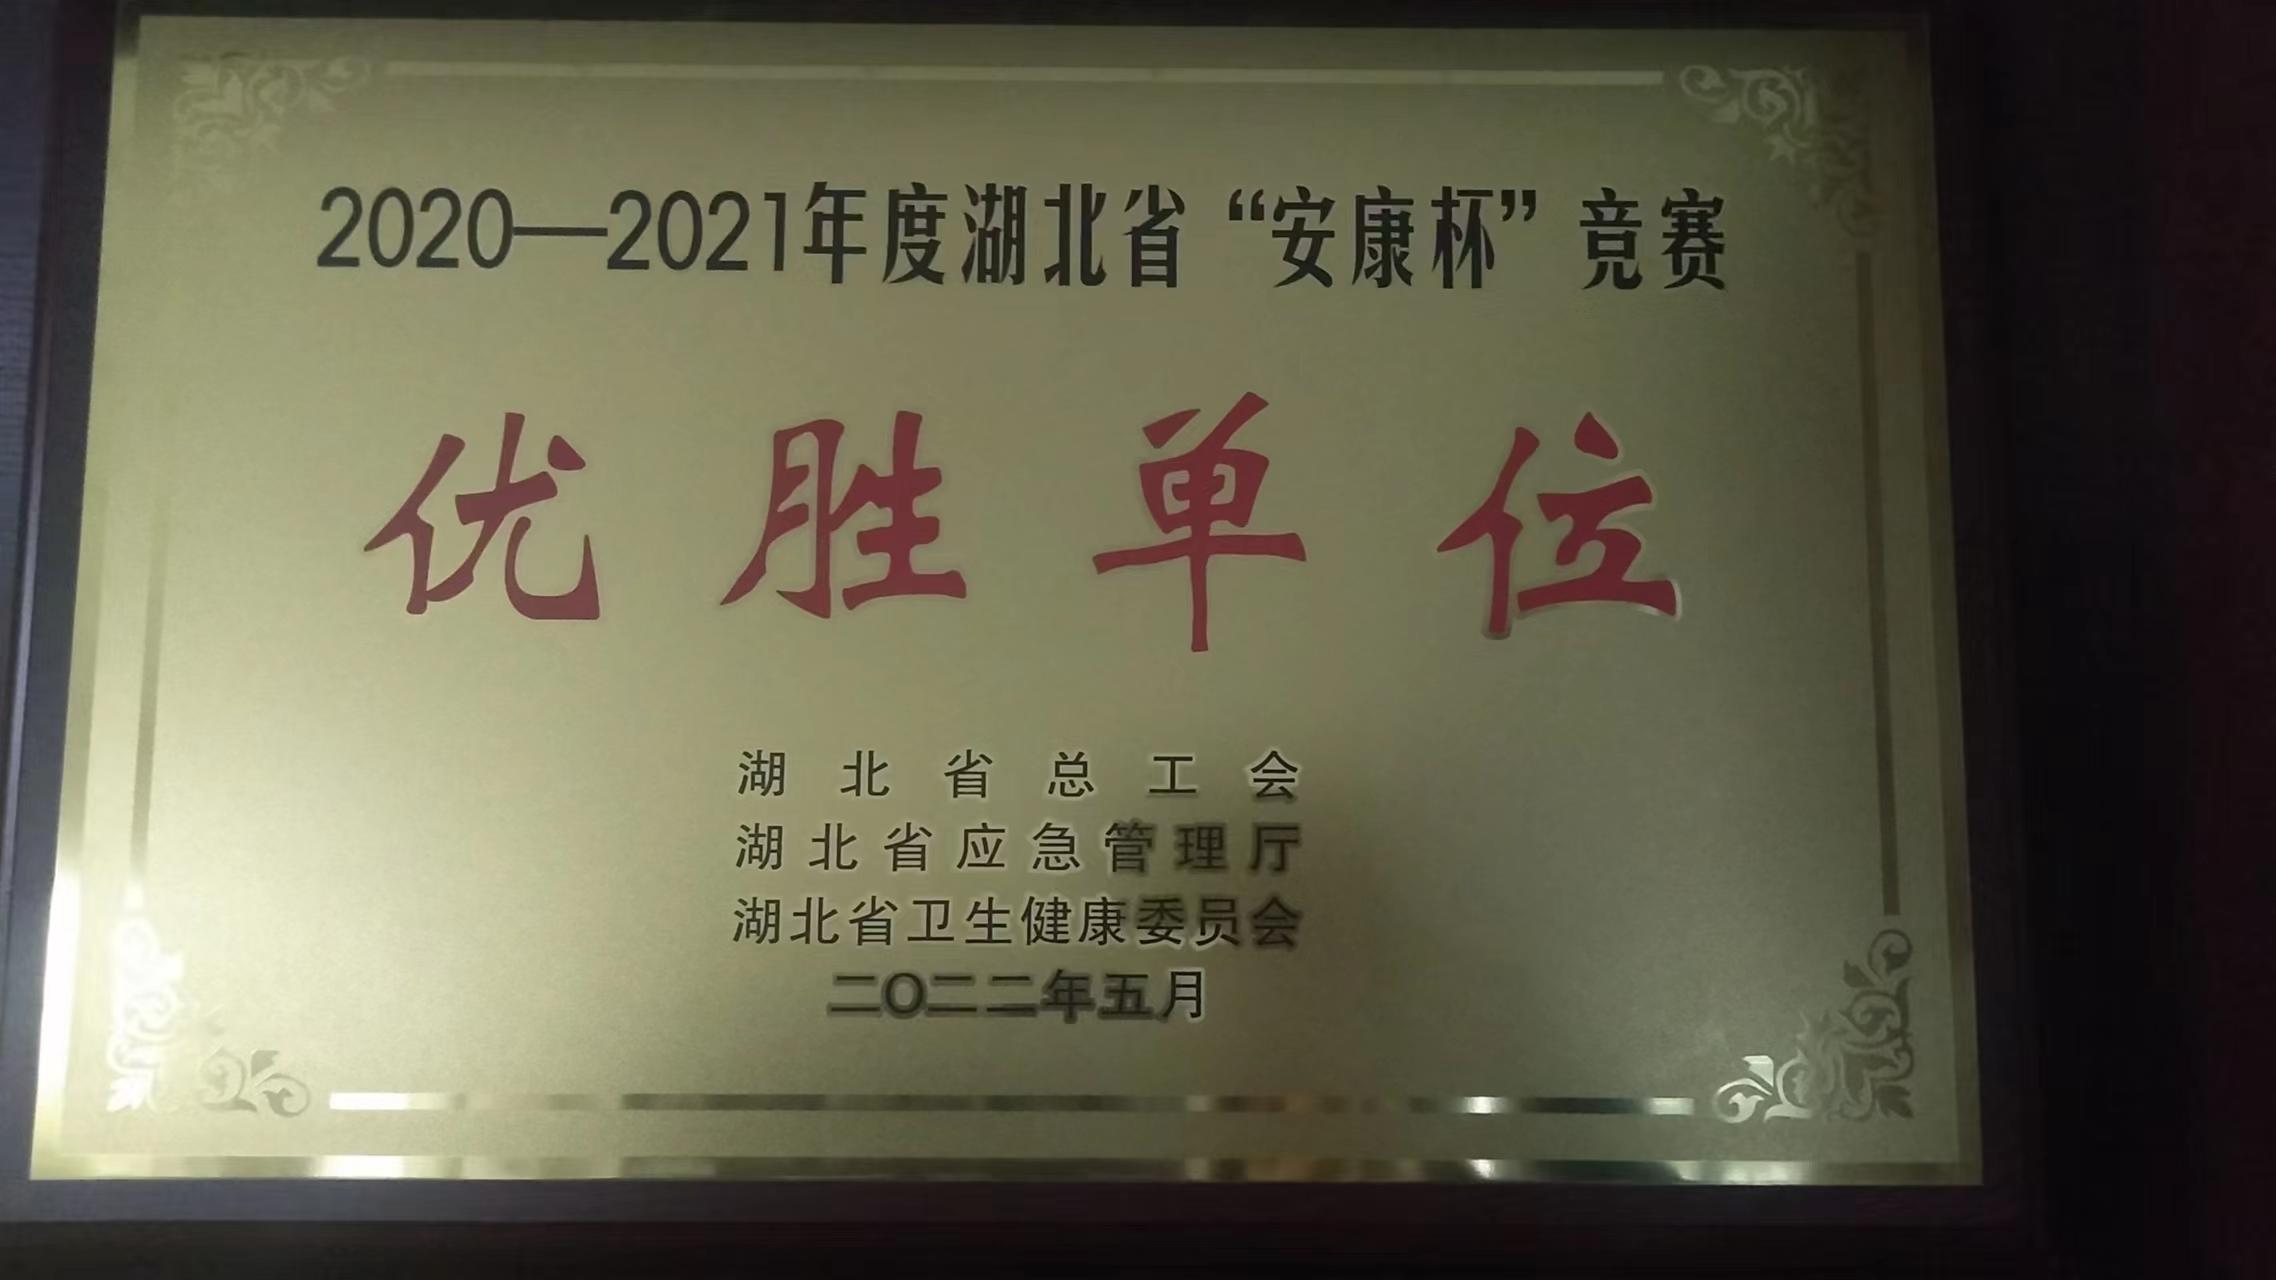 2020—2021年度湖北省“安康杯”竞赛
优胜单位
湖北省总工会
湖北省应急管理厅
湖北省卫生健康委员会
二〇二二年五月